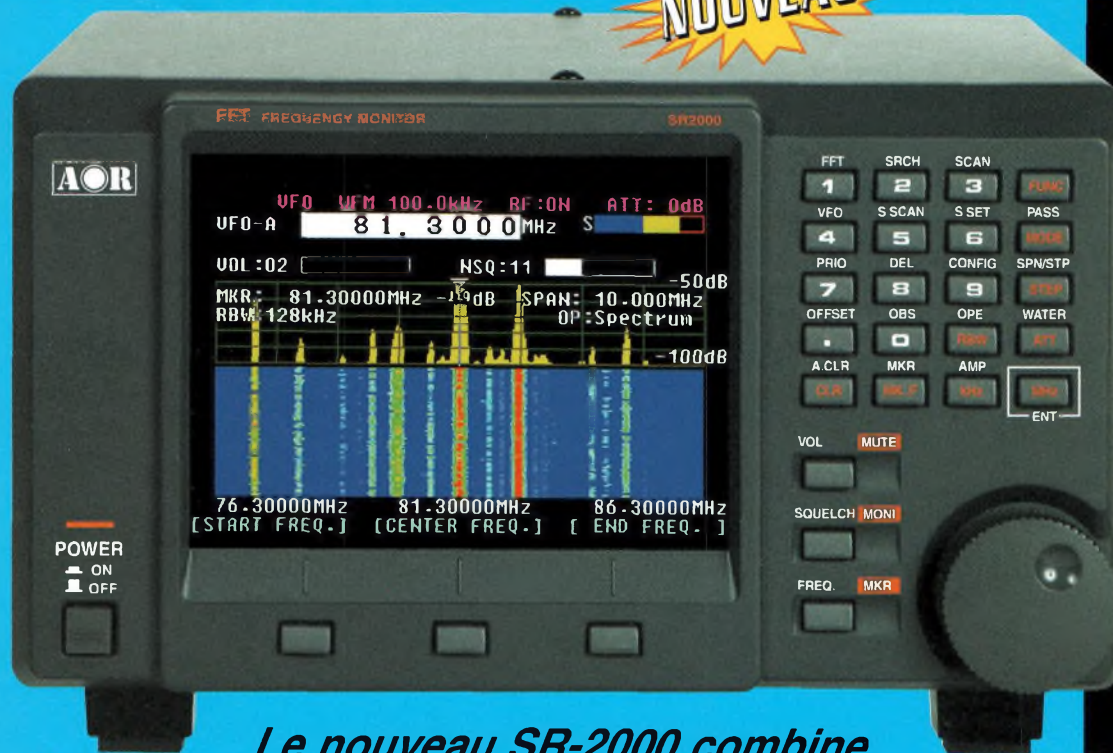 NOUVEAU
FFT FREQUENCY MONITOR
SR2000
AOR
VFO WFM 100.0kHz RF:ON ATT: 0dB
VFO-A 81.3000MHz S
VOL:02 NSQ:11
-50dB
MKR: 81.30000MHz -19dB SPAN: 10.000MHz
RBW:128kHz OP:Spectrum
-100dB
76.30000MHz 81.30000MHz 86.30000MHz
[START FREQ.] [CENTER FREQ.] [ END FREQ. ]
POWER
ON
OFF
FFT SRCH SCAN
1 2 3 FUNC
VFO S SCAN S SET PASS
4 5 6 MODE
PRIO DEL CONFIG SPN/STP
7 8 9 STEP
OFFSET OBS OPE WATER
. 0 RBW ATT
A.CLR MKR AMP
CLR MK.F kHz MHz
ENT
VOL MUTE
SQUELCH MONI
FREQ. MKR
Le nouveau SR-2000 combine